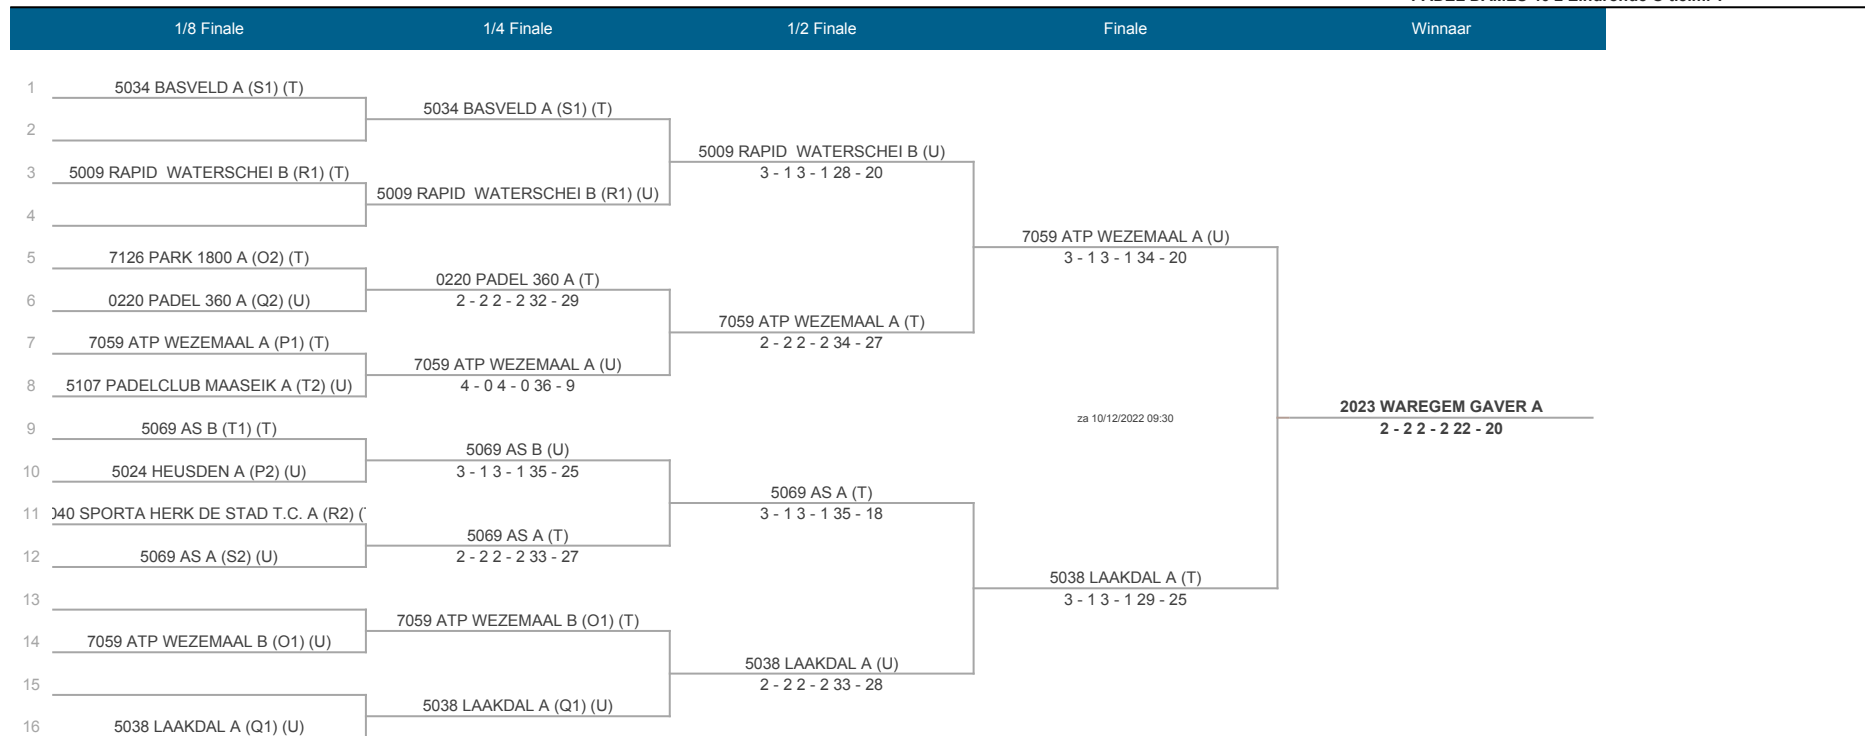 1/8 Finale 1/4 Finale 1/2 Finale Finale Winnaar
1 5034 BASVELD A (S1) (T)
5034 BASVELD A (S1) (T)
2
5009 RAPID WATERSCHEI B (U)
3 5009 RAPID WATERSCHEI B (R1) (T)
3 - 1 3 - 1 28 - 20
5009 RAPID WATERSCHEI B (R1) (U)
4
7059 ATP WEZEMAAL A (U)
5 7126 PARK 1800 A (O2) (T)
3 - 1 3 - 1 34 - 20
0220 PADEL 360 A (T)
6 0220 PADEL 360 A (Q2) (U)
2 - 2 2 - 2 32 - 29
7059 ATP WEZEMAAL A (T)
7 7059 ATP WEZEMAAL A (P1) (T)
2 - 2 2 - 2 34 - 27
7059 ATP WEZEMAAL A (U)
8 5107 PADELCLUB MAASEIK A (T2) (U)
4 - 0 4 - 0 36 - 9
2023 WAREGEM GAVER A
za 10/12/2022 09:30
9 5069 AS B (T1) (T)
2 - 2 2 - 2 22 - 20
5069 AS B (U)
10 5024 HEUSDEN A (P2) (U)
3 - 1 3 - 1 35 - 25
5069 AS A (T)
11 040 SPORTA HERK DE STAD T.C. A (R2) (
3 - 1 3 - 1 35 - 18
5069 AS A (T)
12 5069 AS A (S2) (U)
2 - 2 2 - 2 33 - 27
5038 LAAKDAL A (T)
13
3 - 1 3 - 1 29 - 25
7059 ATP WEZEMAAL B (O1) (T)
14 7059 ATP WEZEMAAL B (O1) (U)
5038 LAAKDAL A (U)
15
2 - 2 2 - 2 33 - 28
5038 LAAKDAL A (Q1) (U)
16 5038 LAAKDAL A (Q1) (U)